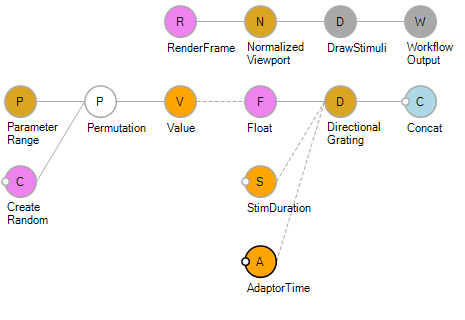 R N D W
RenderFrame Normalized Viewport DrawStimuli Workflow Output
P P V F D C
Parameter Range Permutation Value Float Directional Grating Concat
C S
Create Random StimDuration
A
AdaptorTime